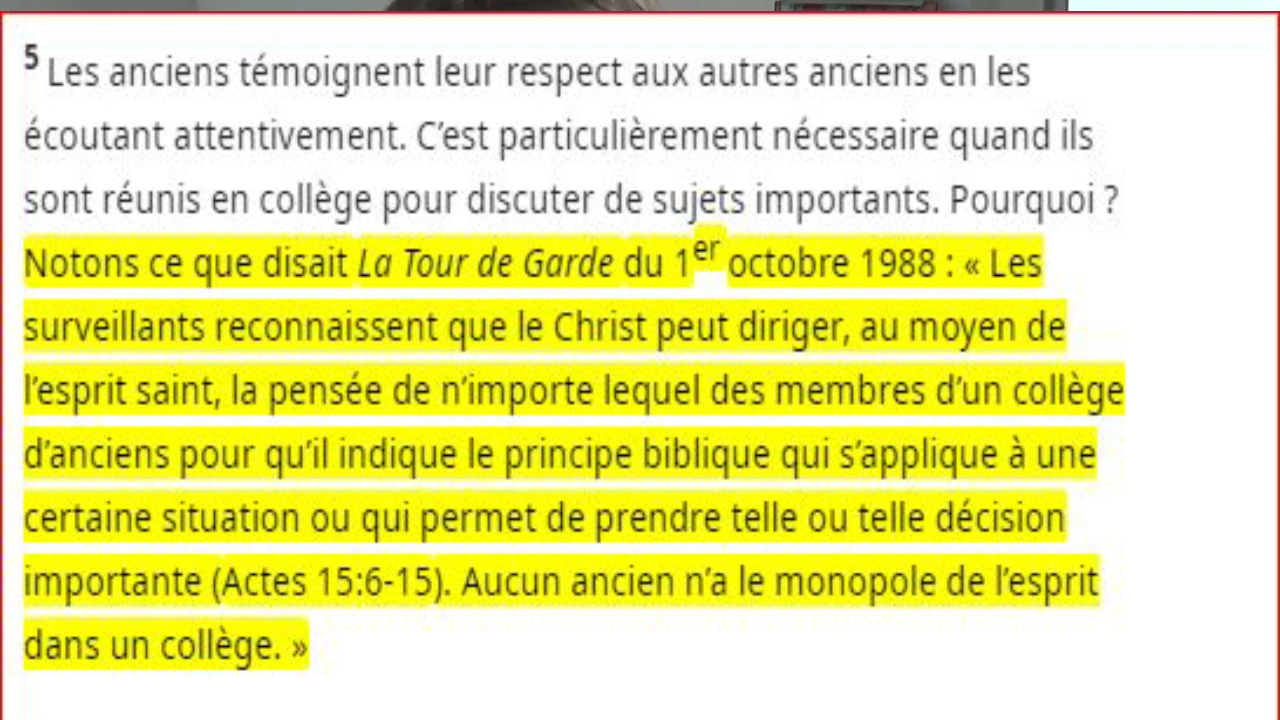 5 Les anciens témoignent leur respect aux autres anciens en les
écoutant attentivement. C’est particulièrement nécessaire quand ils
sont réunis en collège pour discuter de sujets importants. Pourquoi ?
Notons ce que disait La Tour de Garde du 1er octobre 1988 : « Les
surveillants reconnaissent que le Christ peut diriger, au moyen de
l’esprit saint, la pensée de n’importe lequel des membres d’un collège
d’anciens pour qu’il indique le principe biblique qui s’applique à une
certaine situation ou qui permet de prendre telle ou telle décision
importante (Actes 15:6-15). Aucun ancien n’a le monopole de l’esprit
dans un collège. »